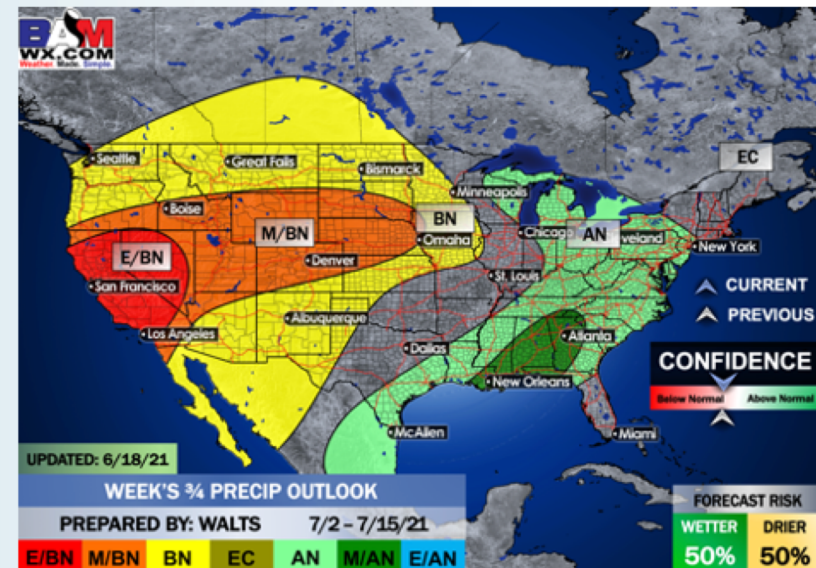 BAM
WX.COM
Weather. Made. Simple.
Seattle
Great Falls
Bismarck
Minneapolis
EC
Boise
M/BN
BN
Omaha
Chicago
AN
veland
New York
E/BN
San Francisco
Denver
St. Louis
CURRENT
PREVIOUS
Los Angeles
Albuquerque
Dallas
Atlanta
New Orleans
CONFIDENCE
Below Normal Above Normal
McAllen
Miami
UPDATED: 6/18/21
WEEK'S ¾ PRECIP OUTLOOK
PREPARED BY: WALTS 7/2 – 7/15/21
E/BN M/BN BN EC AN M/AN E/AN
FORECAST RISK
WETTER DRIER
50% 50%